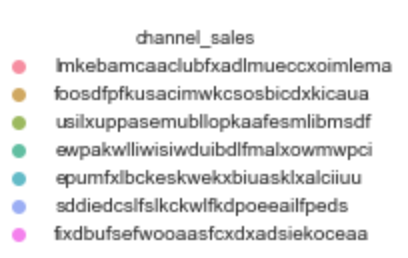 channel_sales
lmkebamcaaclubfxadlmueccxoimlema
foosdfpfkusacimwkcsosbicdxkicaua
usilxuppasemubllopkaafesmlibmsdf
ewpakwlliwisiwduibdlfmalxowmwpci
epumfxlbckeskwekxbiuasklxalciiuu
sddiedcslfslkckwlfkdpoeeailfpeds
fixdbufsefwooaasfcxdxadsiekoceaa